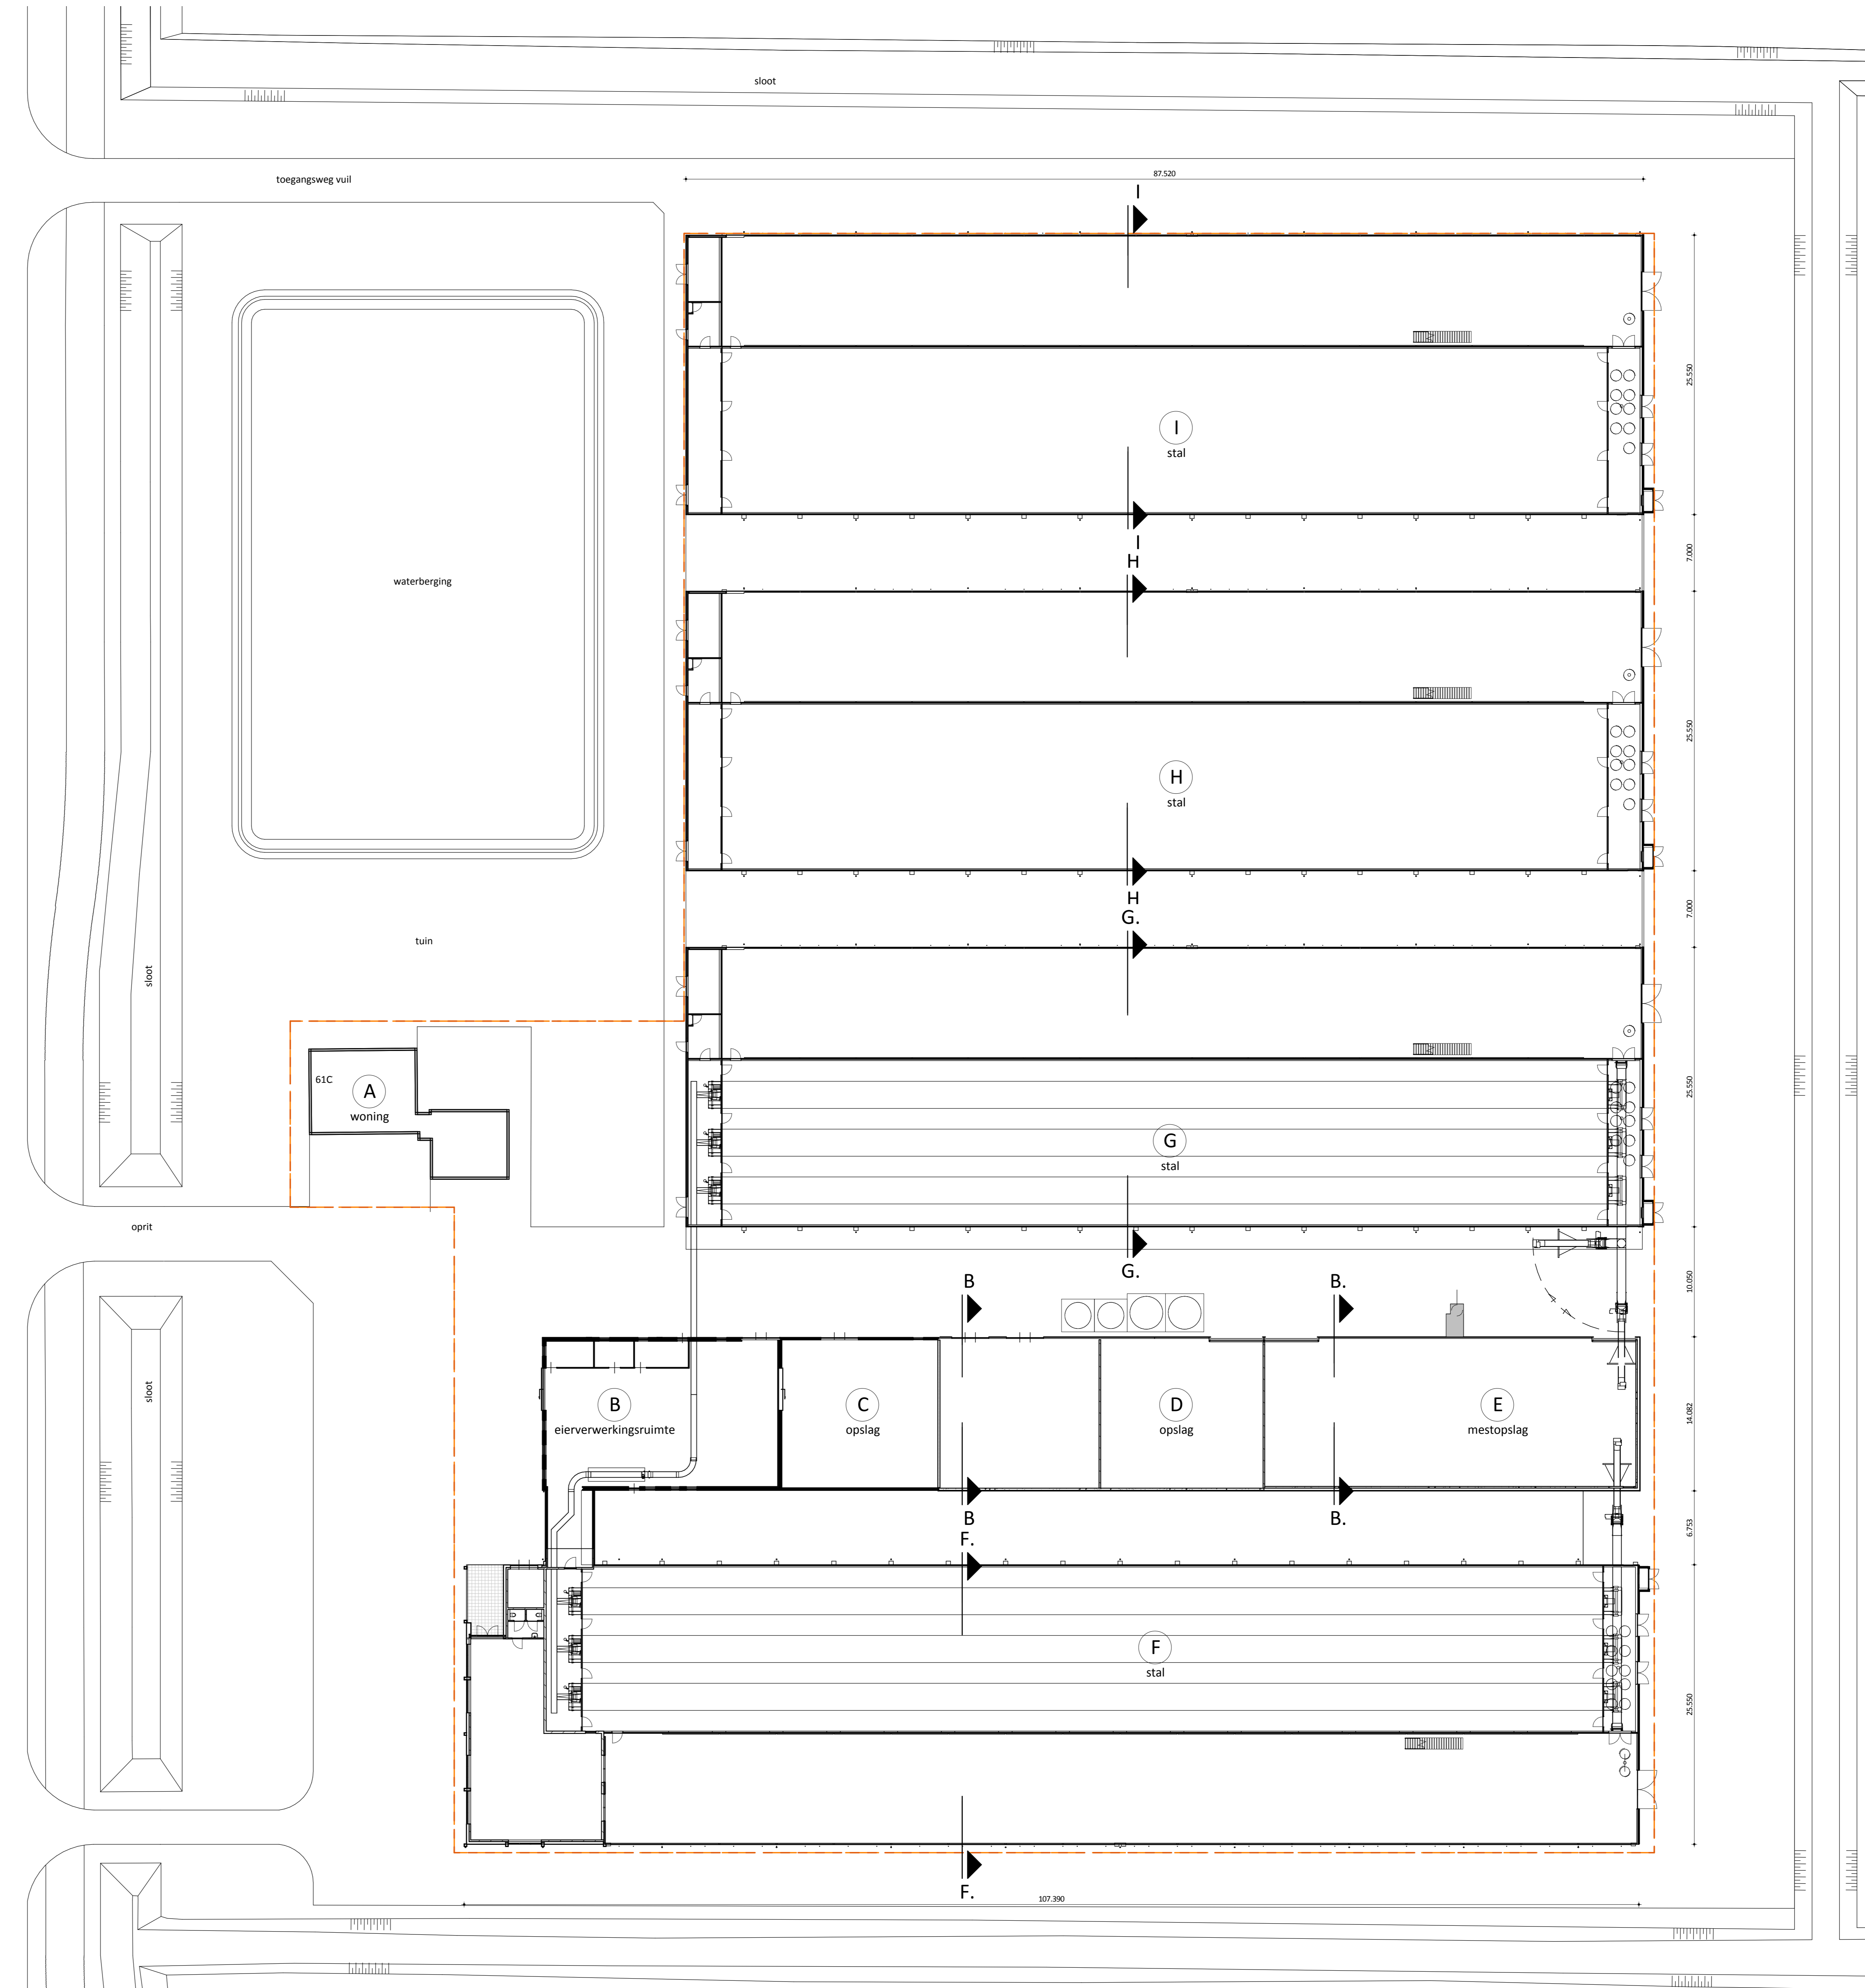 sloot
toegangsweg vuil
87.520
I
25.550
I
stal
7.000
I
H
waterberging
25.550
H
stal
7.000
H
G.
tuin
sloot
61C
A
woning
25.550
G
stal
oprit
G.
B
B.
10.050
sloot
B
eierverwerkingsruimte
C
opslag
D
opslag
E
mestopslag
14.082
B
B.
F.
6.753
F
stal
25.550
F.
107.390